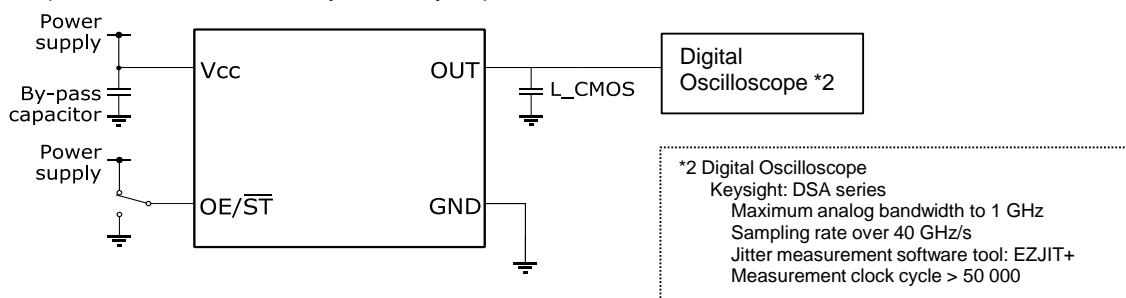 Power
supply
Vcc
OUT
L_CMOS
Digital
Oscilloscope *2
By-pass
capacitor
Power
supply
OE/ST
GND
*2 Digital Oscilloscope
Keysight: DSA series
Maximum analog bandwidth to 1 GHz
Sampling rate over 40 GHz/s
Jitter measurement software tool: EZJIT+
Measurement clock cycle > 50 000